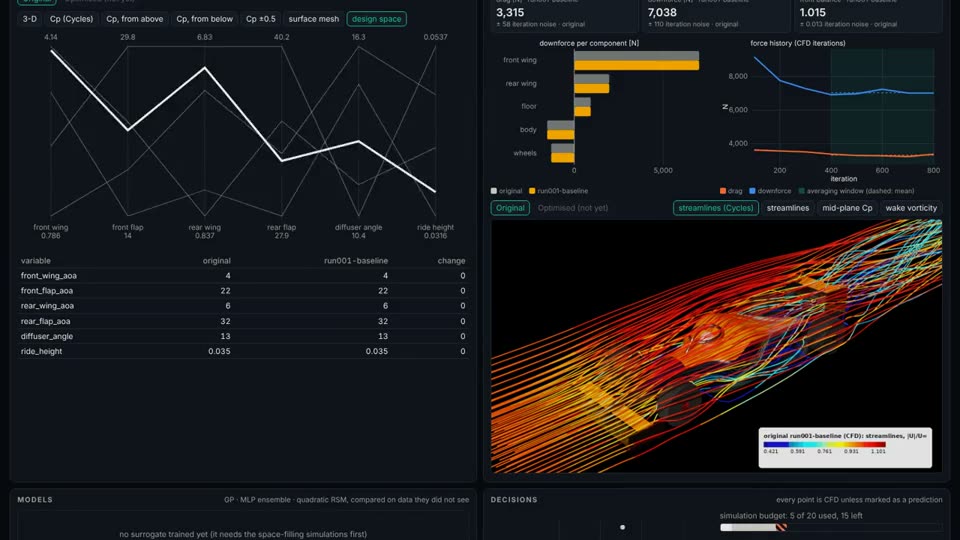 Original
3-D Cp (Cycles) Cp, from above Cp, from below Cp ±0.5 surface mesh design space
4.14 29.8 6.83 40.2 16.3 0.0537
front wing front flap rear wing rear flap diffuser angle ride height
0.786 14 0.837 27.9 10.4 0.0316
variable original run001-baseline change
front_wing_aoa 4 4 0
front_flap_aoa 22 22 0
rear_wing_aoa 6 6 0
rear_flap_aoa 32 32 0
diffuser_angle 13 13 0
ride_height 0.035 0.035 0
3,315 7,038 1.015
± 58 iteration noise · original ± 110 iteration noise · original ± 0.013 iteration noise · original
downforce per component [N]
front wing
rear wing
floor
body
wheels
0 5,000
original run001-baseline
force history (CFD iterations)
8,000
6,000
4,000
N
200 400 600 800
iteration
drag downforce averaging window (dashed: mean)
Original Optimised (not yet) streamlines (Cycles) streamlines mid-plane Cp wake vorticity
original run001-baseline (CFD): streamlines, |U|/U∞
0.421 0.591 0.761 0.931 1.101
MODELS GP · MLP ensemble · quadratic RSM, compared on data they did not see
no surrogate trained yet (it needs the space-filling simulations first)
DECISIONS every point is CFD unless marked as a prediction
simulation budget: 5 of 20 used, 15 left